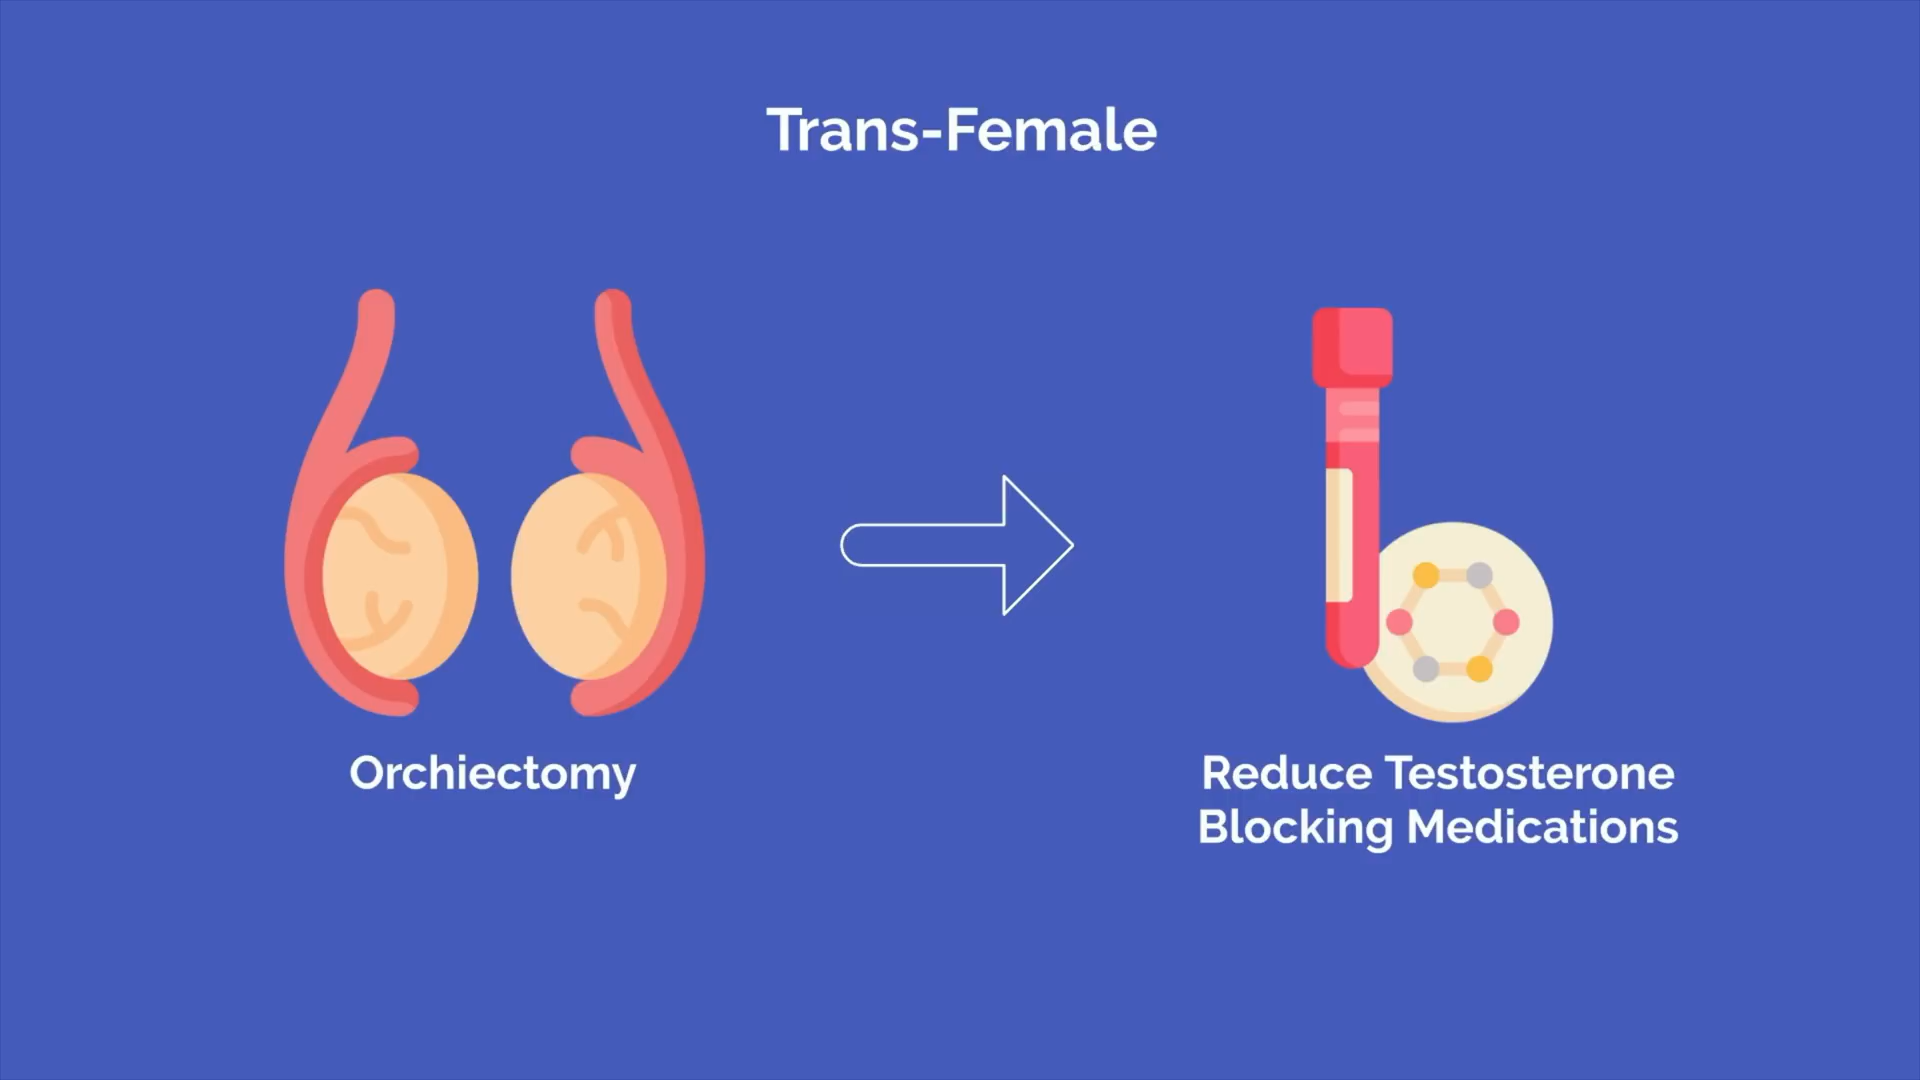 Trans-Female
Orchiectomy
Reduce Testosterone
Blocking Medications